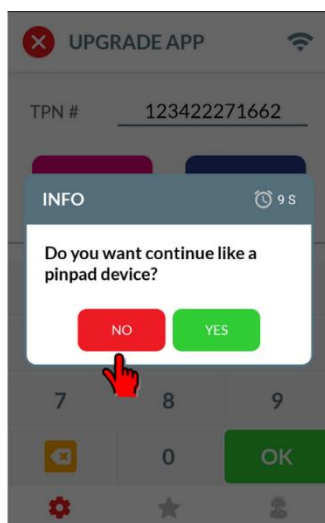 UPGRADE APP
TPN # 123422271662
INFO 9 S
Do you want continue like a
pinpad device?
NO YES
7 8 9
0 OK